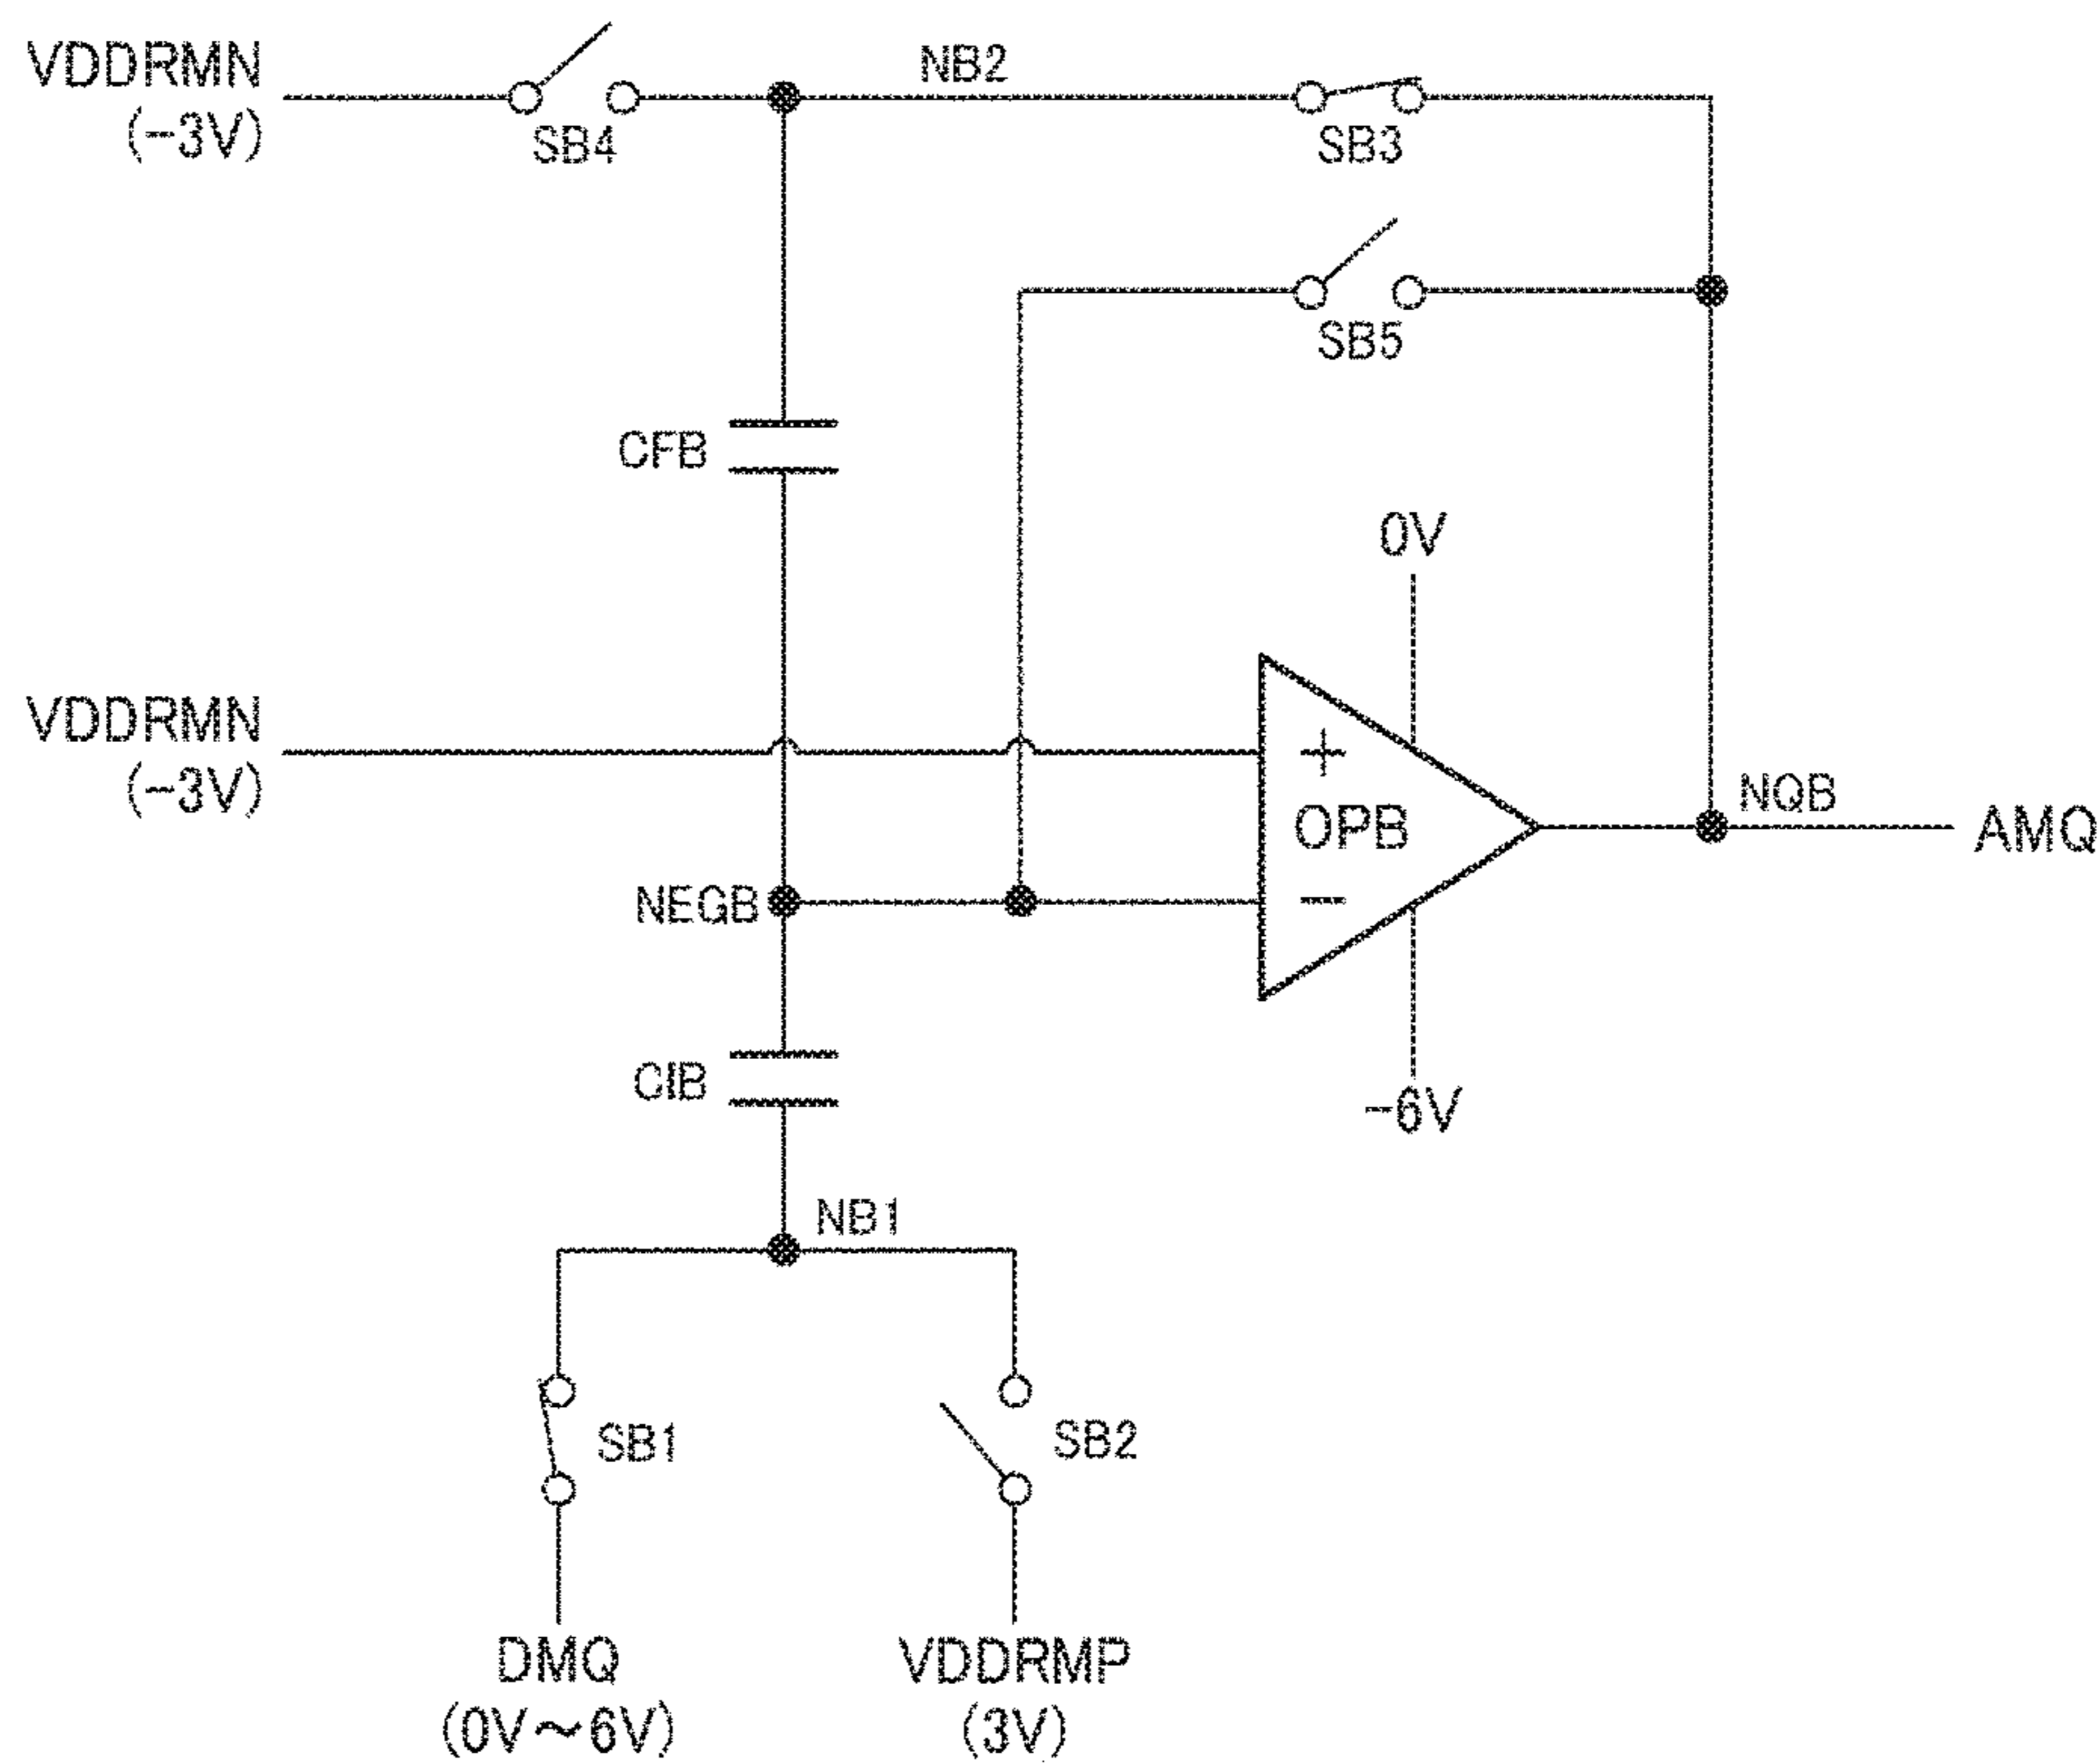 VDDRMN
(-3V)
SB4
NB2
SB3
SB5
CFB
0V
VDDRMN
(-3V)
+
OPB
-
NQB
AMQ
NEGB
CIB
-6V
NB1
SB1
SB2
DMQ
(0V~6V)
VDDRMP
(3V)